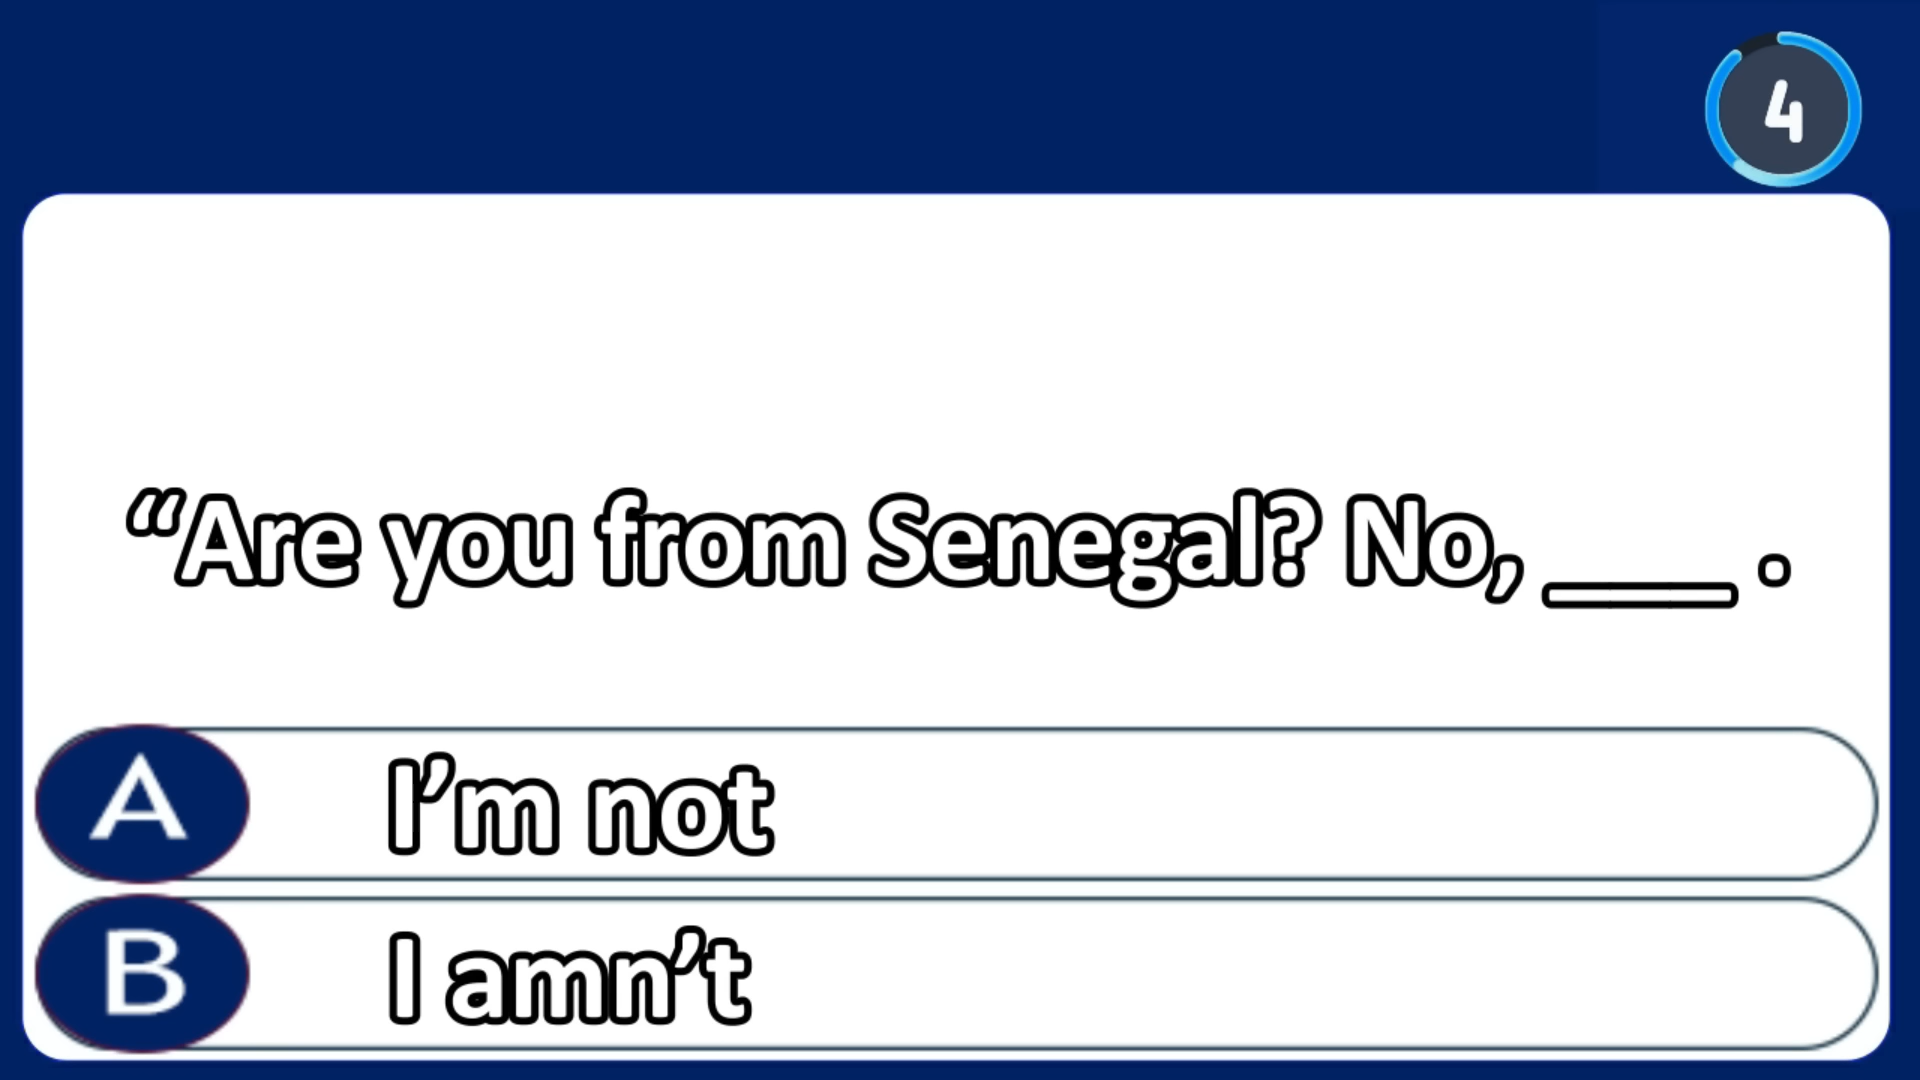 4
“Are you from Senegal? No, ___ .
A I’m not
B I amn’t